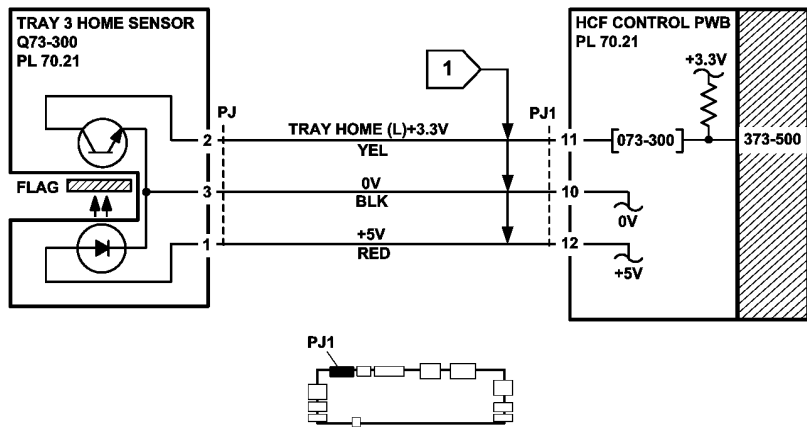 TRAY 3 HOME SENSOR
Q73-300
PL 70.21
HCF CONTROL PWB
PL 70.21
+3.3V
1
PJ
PJ1
2
TRAY HOME (L)+3.3V
YEL
11
[073-300]
373-500
FLAG
3
0V
BLK
10
0V
1
+5V
RED
12
+5V
PJ1